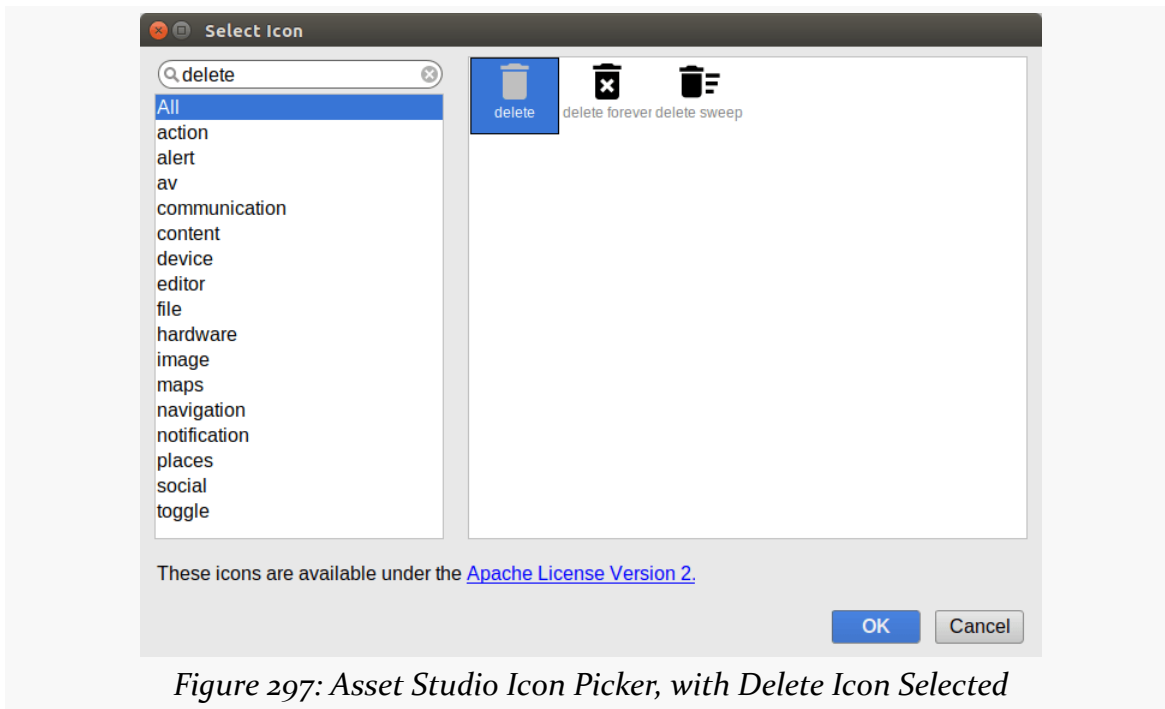 Select Icon
delete
All
action
alert
av
communication
content
device
editor
file
hardware
image
maps
navigation
notification
places
social
toggle
delete
delete forever
delete sweep
These icons are available under the Apache License Version 2.
OK
Cancel
Figure 297: Asset Studio Icon Picker, with Delete Icon Selected